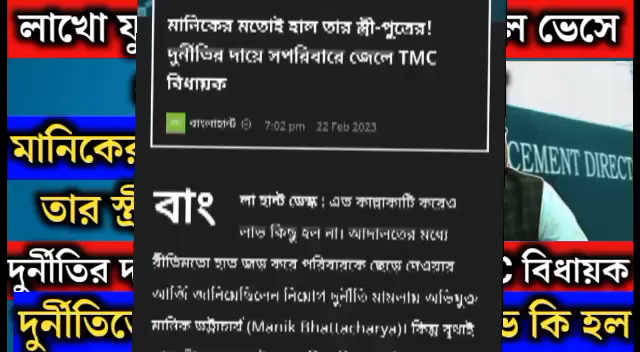 লাখো
ল ভেসে
মানিকের মতোই হাল তার স্ত্রী-পুত্রের!
দুর্নীতির দায়ে সপরিবারে জেলে TMC
বিধায়ক
বাংলাহান্ট 7:02 pm 22 Feb 2023
CEMENT DIRECT
মানিকের
তার স্ত্রী
বাংলা হান্ট ডেস্ক : এত কান্নাকাটি করেও
লাভ কিছু হল না। আদালতের মধ্যে
রীতিমতো হাত জড় করে পরিবারকে ছেড়ে দেওয়ার
আর্জি জানিয়েছিলেন নিয়োগ দুর্নীতি মামলায় অভিযুক্ত
মানিক ভট্টাচার্য (Manik Bhattacharya)। কিন্তু বৃথাই
দুর্নীতির দ
C বিধায়ক
দুর্নীতিতে
ভ কি হল